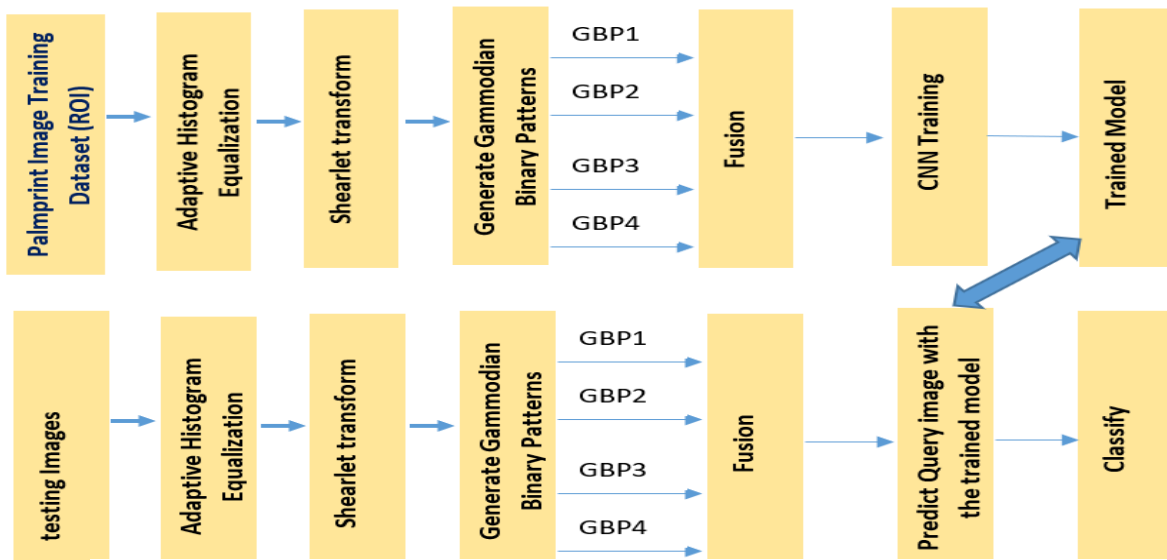 Palmprint Image Training
Dataset (ROI)
Adaptive Histogram
Equalization
Shearlet transform
Generate Gammodian
Binary Patterns
GBP1
GBP2
GBP3
GBP4
Fusion
CNN Training
Trained Model
testing Images
Adaptive Histogram
Equalization
Shearlet transform
Generate Gammodian
Binary Patterns
GBP1
GBP2
GBP3
GBP4
Fusion
Predict Query image with
the trained model
Classify